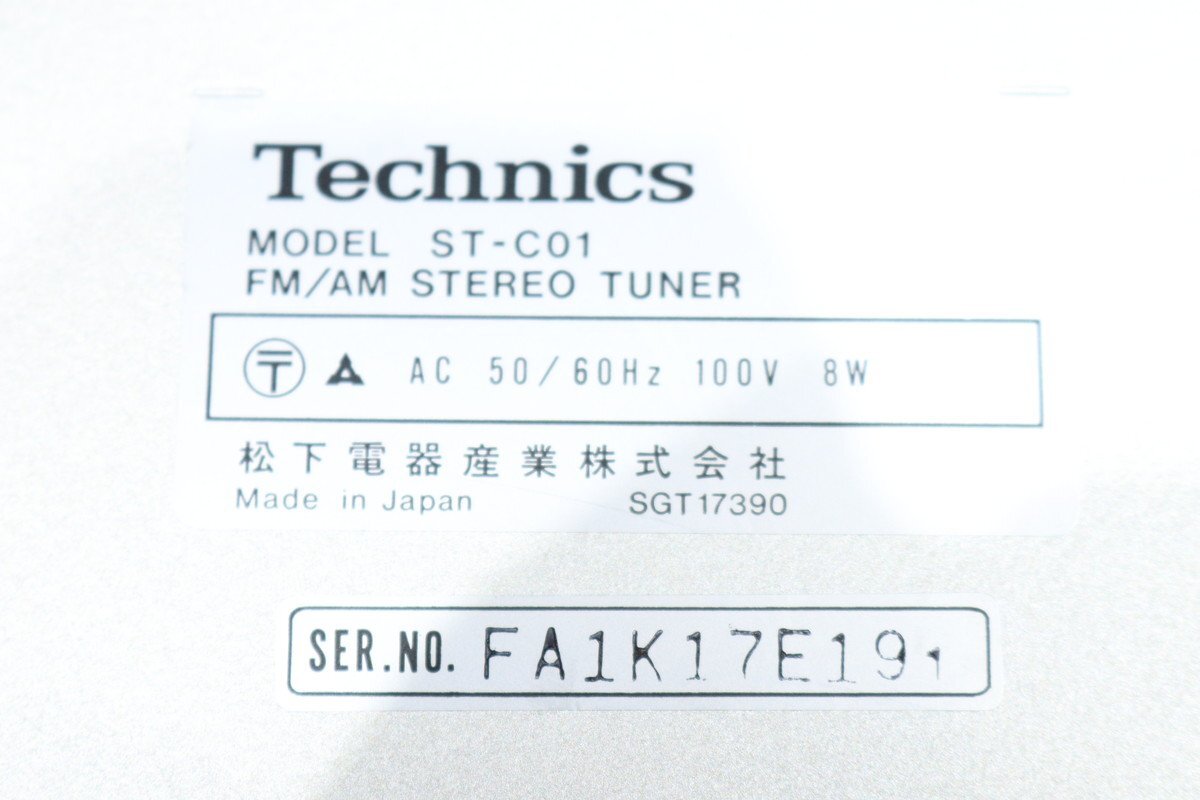 Technics
MODEL ST-C01
FM/AM STEREO TUNER
AC 50/60Hz 100V 8W
松下電器産業株式会社
Made in Japan SGT17390
SER.NO. FA1K17E191